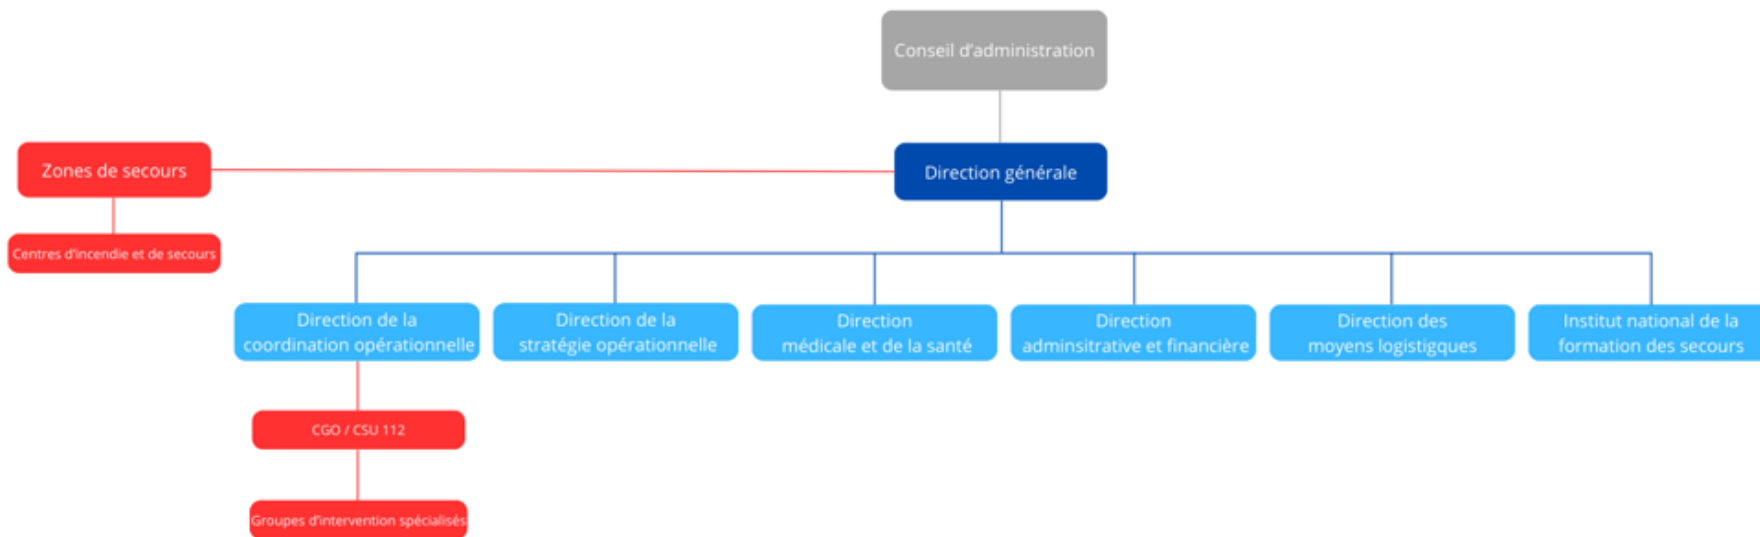 Conseil d'administration
Zones de secours
Direction générale
Centres d'incendie et de secours
Direction de la
coordination opérationnelle
Direction de la
stratégie opérationnelle
Direction
médicale et de la santé
Direction
adminsitrative et financière
Direction des
moyens logistigques
Institut national de la
formation des secours
CGO / CSU 112
Groupes d'intervention spécialisés